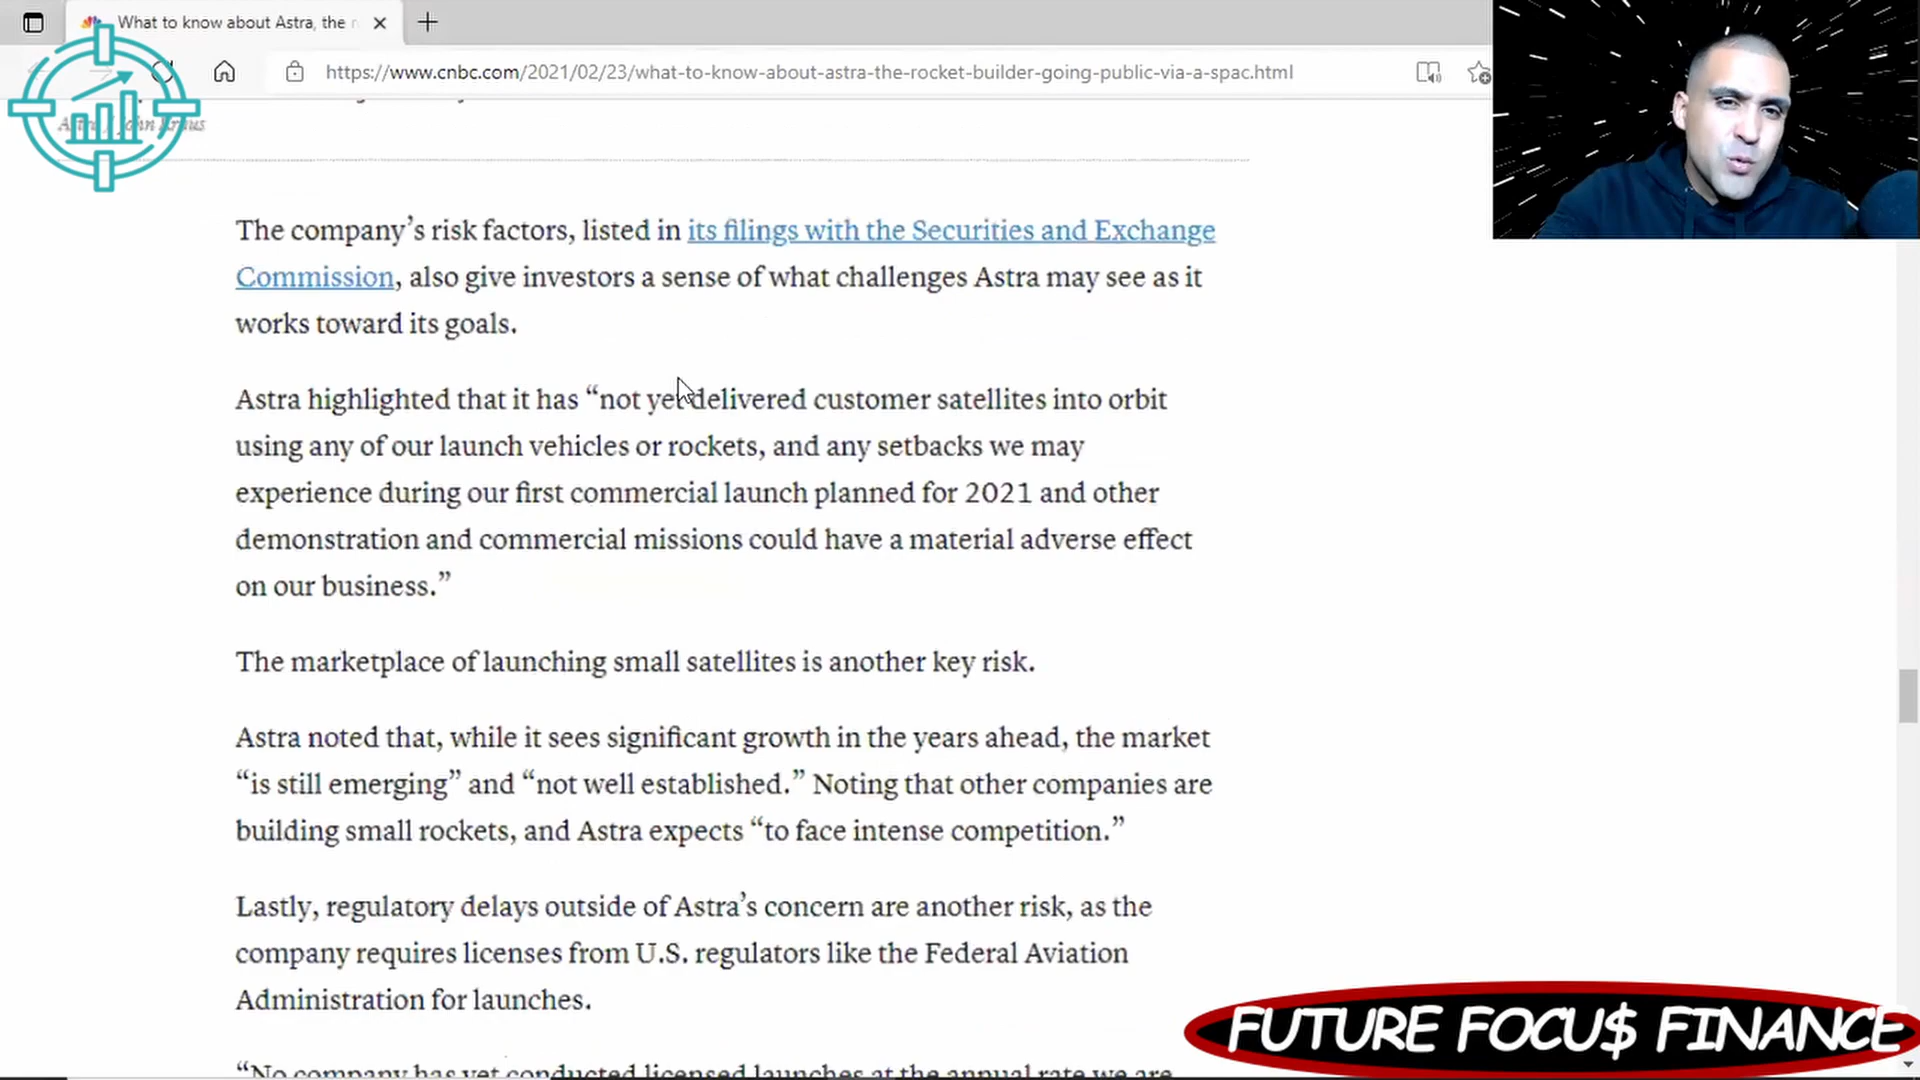 What to know about Astra, the r
https://www.cnbc.com/2021/02/23/what-to-know-about-astra-the-rocket-builder-going-public-via-a-spac.html
Astra / John Kraus
The company’s risk factors, listed in its filings with the Securities and Exchange
Commission, also give investors a sense of what challenges Astra may see as it
works toward its goals.
Astra highlighted that it has “not yet delivered customer satellites into orbit
using any of our launch vehicles or rockets, and any setbacks we may
experience during our first commercial launch planned for 2021 and other
demonstration and commercial missions could have a material adverse effect
on our business.”
The marketplace of launching small satellites is another key risk.
Astra noted that, while it sees significant growth in the years ahead, the market
“is still emerging” and “not well established.” Noting that other companies are
building small rockets, and Astra expects “to face intense competition.”
Lastly, regulatory delays outside of Astra’s concern are another risk, as the
company requires licenses from U.S. regulators like the Federal Aviation
Administration for launches.
FUTURE FOCU$ FINANCE
“No company has yet conducted licensed launches at the annual rate we are